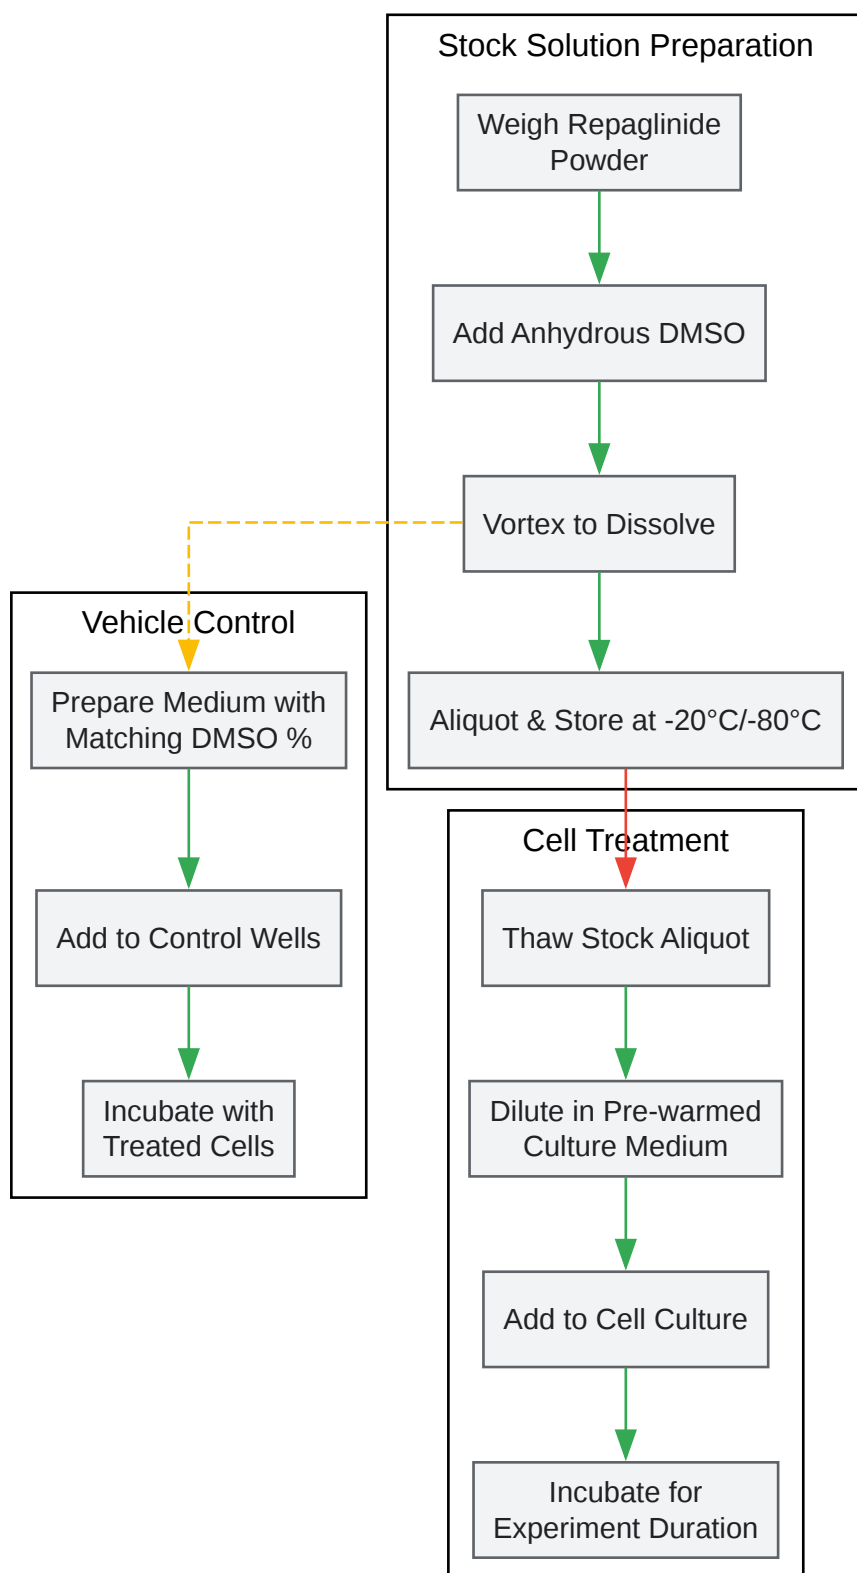 Stock Solution Preparation
Weigh Repaglinide
Powder
Add Anhydrous DMSO
Vortex to Dissolve
Aliquot & Store at -20°C/-80°C
Vehicle Control
Prepare Medium with
Matching DMSO %
Add to Control Wells
Incubate with
Treated Cells
Cell Treatment
Thaw Stock Aliquot
Dilute in Pre-warmed
Culture Medium
Add to Cell Culture
Incubate for
Experiment Duration